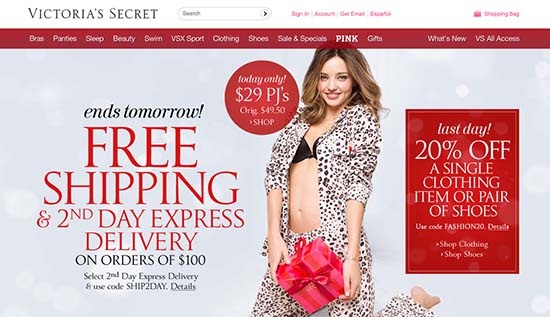 VICTORIA'S SECRET
Search
Sign In | Account | Get Email | Español
Shopping Bag
Bras Panties Sleep Beauty Swim VSX Sport Clothing Shoes Sale & Specials PINK Gifts What's New VS All Access
today only!
$29 PJ's
Orig. $49.50
›SHOP
ends tomorrow!
FREE
SHIPPING
& 2ND DAY EXPRESS
DELIVERY
ON ORDERS OF $100
Select 2nd Day Express Delivery
& use code SHIP2DAY. Details
last day!
20% OFF
A SINGLE
CLOTHING
ITEM OR PAIR
OF SHOES
Use code FASHION20. Details
›Shop Clothing
›Shop Shoes